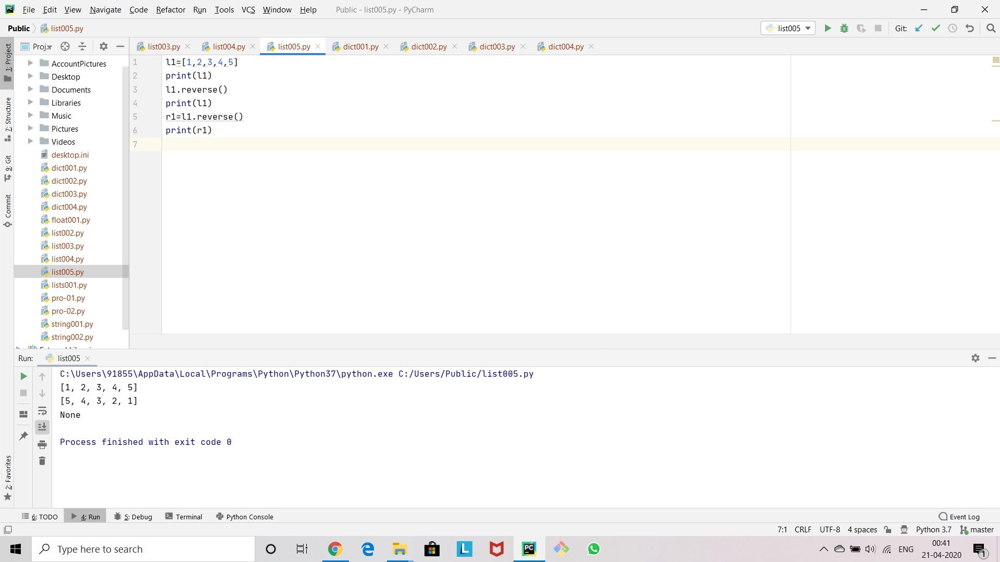 File Edit View Navigate Code Refactor Run Tools VCS Window Help Public - list005.py - PyCharm
Public list005.py list005 Git:
1: Project
7: Structure
9: Git
Commit
2: Favorites
Proj..
AccountPictures
Desktop
Documents
Libraries
Music
Pictures
Videos
desktop.ini
dict001.py
dict002.py
dict003.py
dict004.py
float001.py
list002.py
list003.py
list004.py
list005.py
lists001.py
pro-01.py
pro-02.py
string001.py
string002.py
list003.py list004.py list005.py dict001.py dict002.py dict003.py dict004.py
1 l1=[1,2,3,4,5]
2 print(l1)
3 l1.reverse()
4 print(l1)
5 r1=l1.reverse()
6 print(r1)
7
Run: list005
C:\Users\91855\AppData\Local\Programs\Python\Python37\python.exe C:/Users/Public/list005.py
[1, 2, 3, 4, 5]
[5, 4, 3, 2, 1]
None
Process finished with exit code 0
6: TODO 4: Run 5: Debug Terminal Python Console Event Log
7:1 CRLF UTF-8 4 spaces Python 3.7 master
Type here to search
PC
L
ENG
00:41
21-04-2020
1